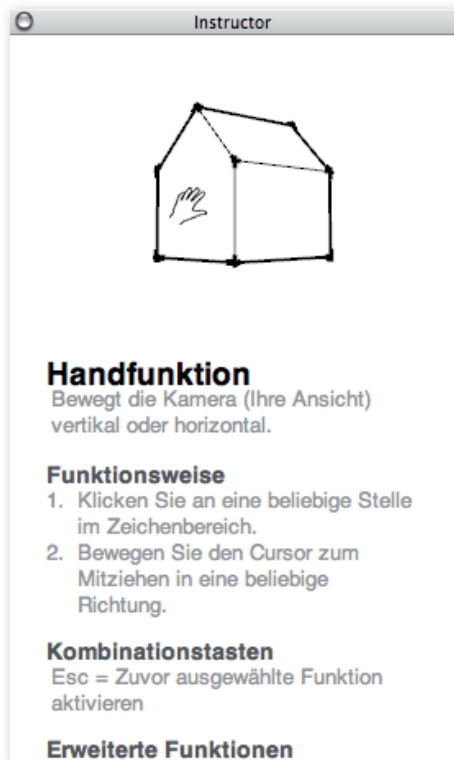 Instructor
Handfunktion
Bewegt die Kamera (Ihre Ansicht)
vertikal oder horizontal.
Funktionsweise
1. Klicken Sie an eine beliebige Stelle
im Zeichenbereich.
2. Bewegen Sie den Cursor zum
Mitziehen in eine beliebige
Richtung.
Kombinationstasten
Esc = Zuvor ausgewählte Funktion
aktivieren
Erweiterte Funktionen